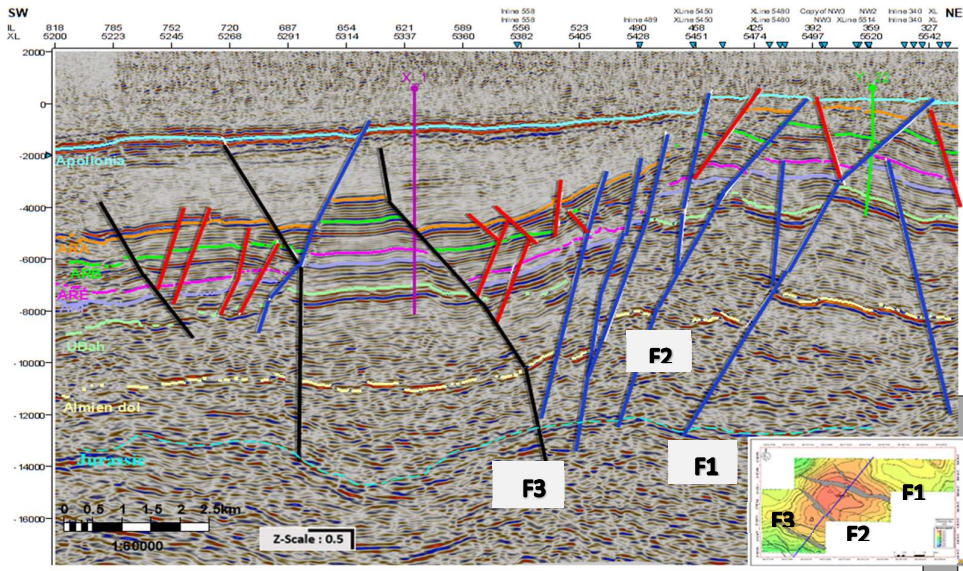 SW
NE
Inline 558 XLine 5450 XLine 5480 Copy of NW3 NW2 Inline 340 XL
Inline 558 Inline 489 XLine 5450 XLine 5480 NW3 XLine 5514 Inline 340 XL
IL 818 785 752 720 687 654 621 589 556 523 490 458 425 392 359 327
XL 5200 5223 5245 5268 5291 5314 5337 5360 5382 5405 5428 5451 5474 5497 5520 5542
2000
0
-2000
-4000
-6000
-8000
-10000
-12000
-14000
-16000
X_1
Apollonia
ARB
ARE
UBah
Almien dol
Jurassic
F2
F1
F3
0 0.5 1 1.5 2 2.5km
1:60000
Z-Scale : 0.5
F1
F3
F2